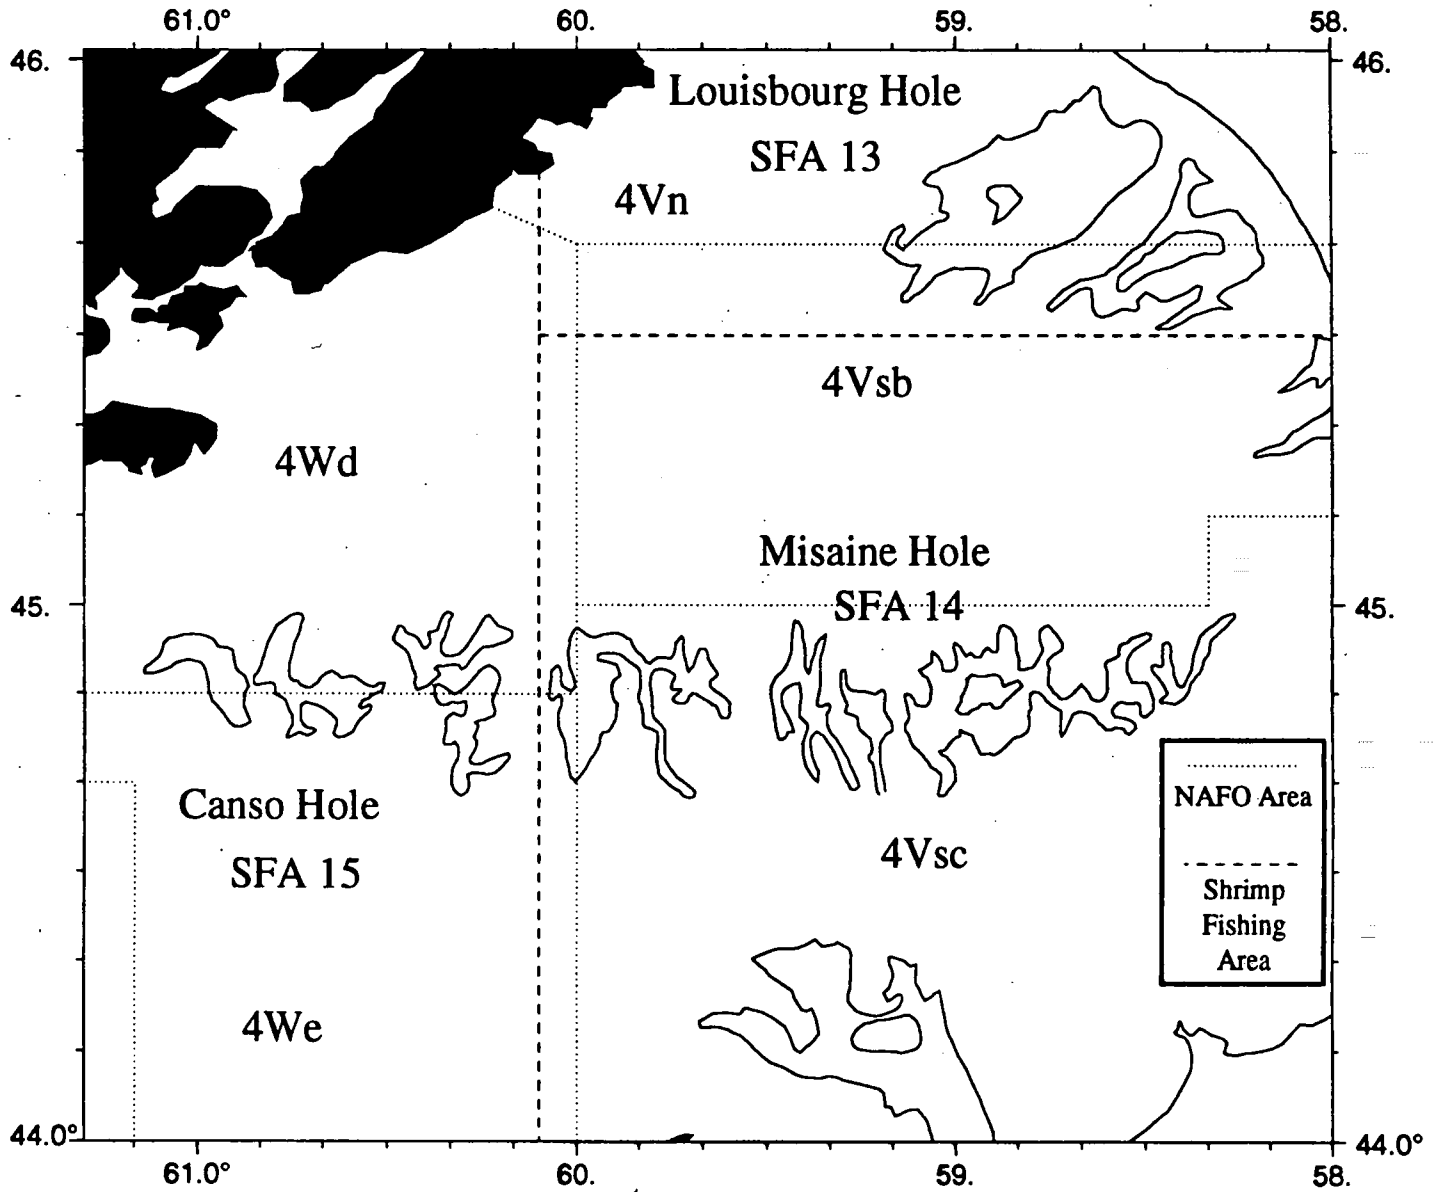 61.0° 60. 59. 58.
46. 46.
Louisbourg Hole
SFA 13
4Vn
4Vsb
4Wd
Misaine Hole
SFA 14
45. 45.
NAFO Area
Canso Hole
SFA 15
4Vsc
Shrimp
Fishing
Area
4We
44.0° 44.0°
61.0° 60. 59. 58.